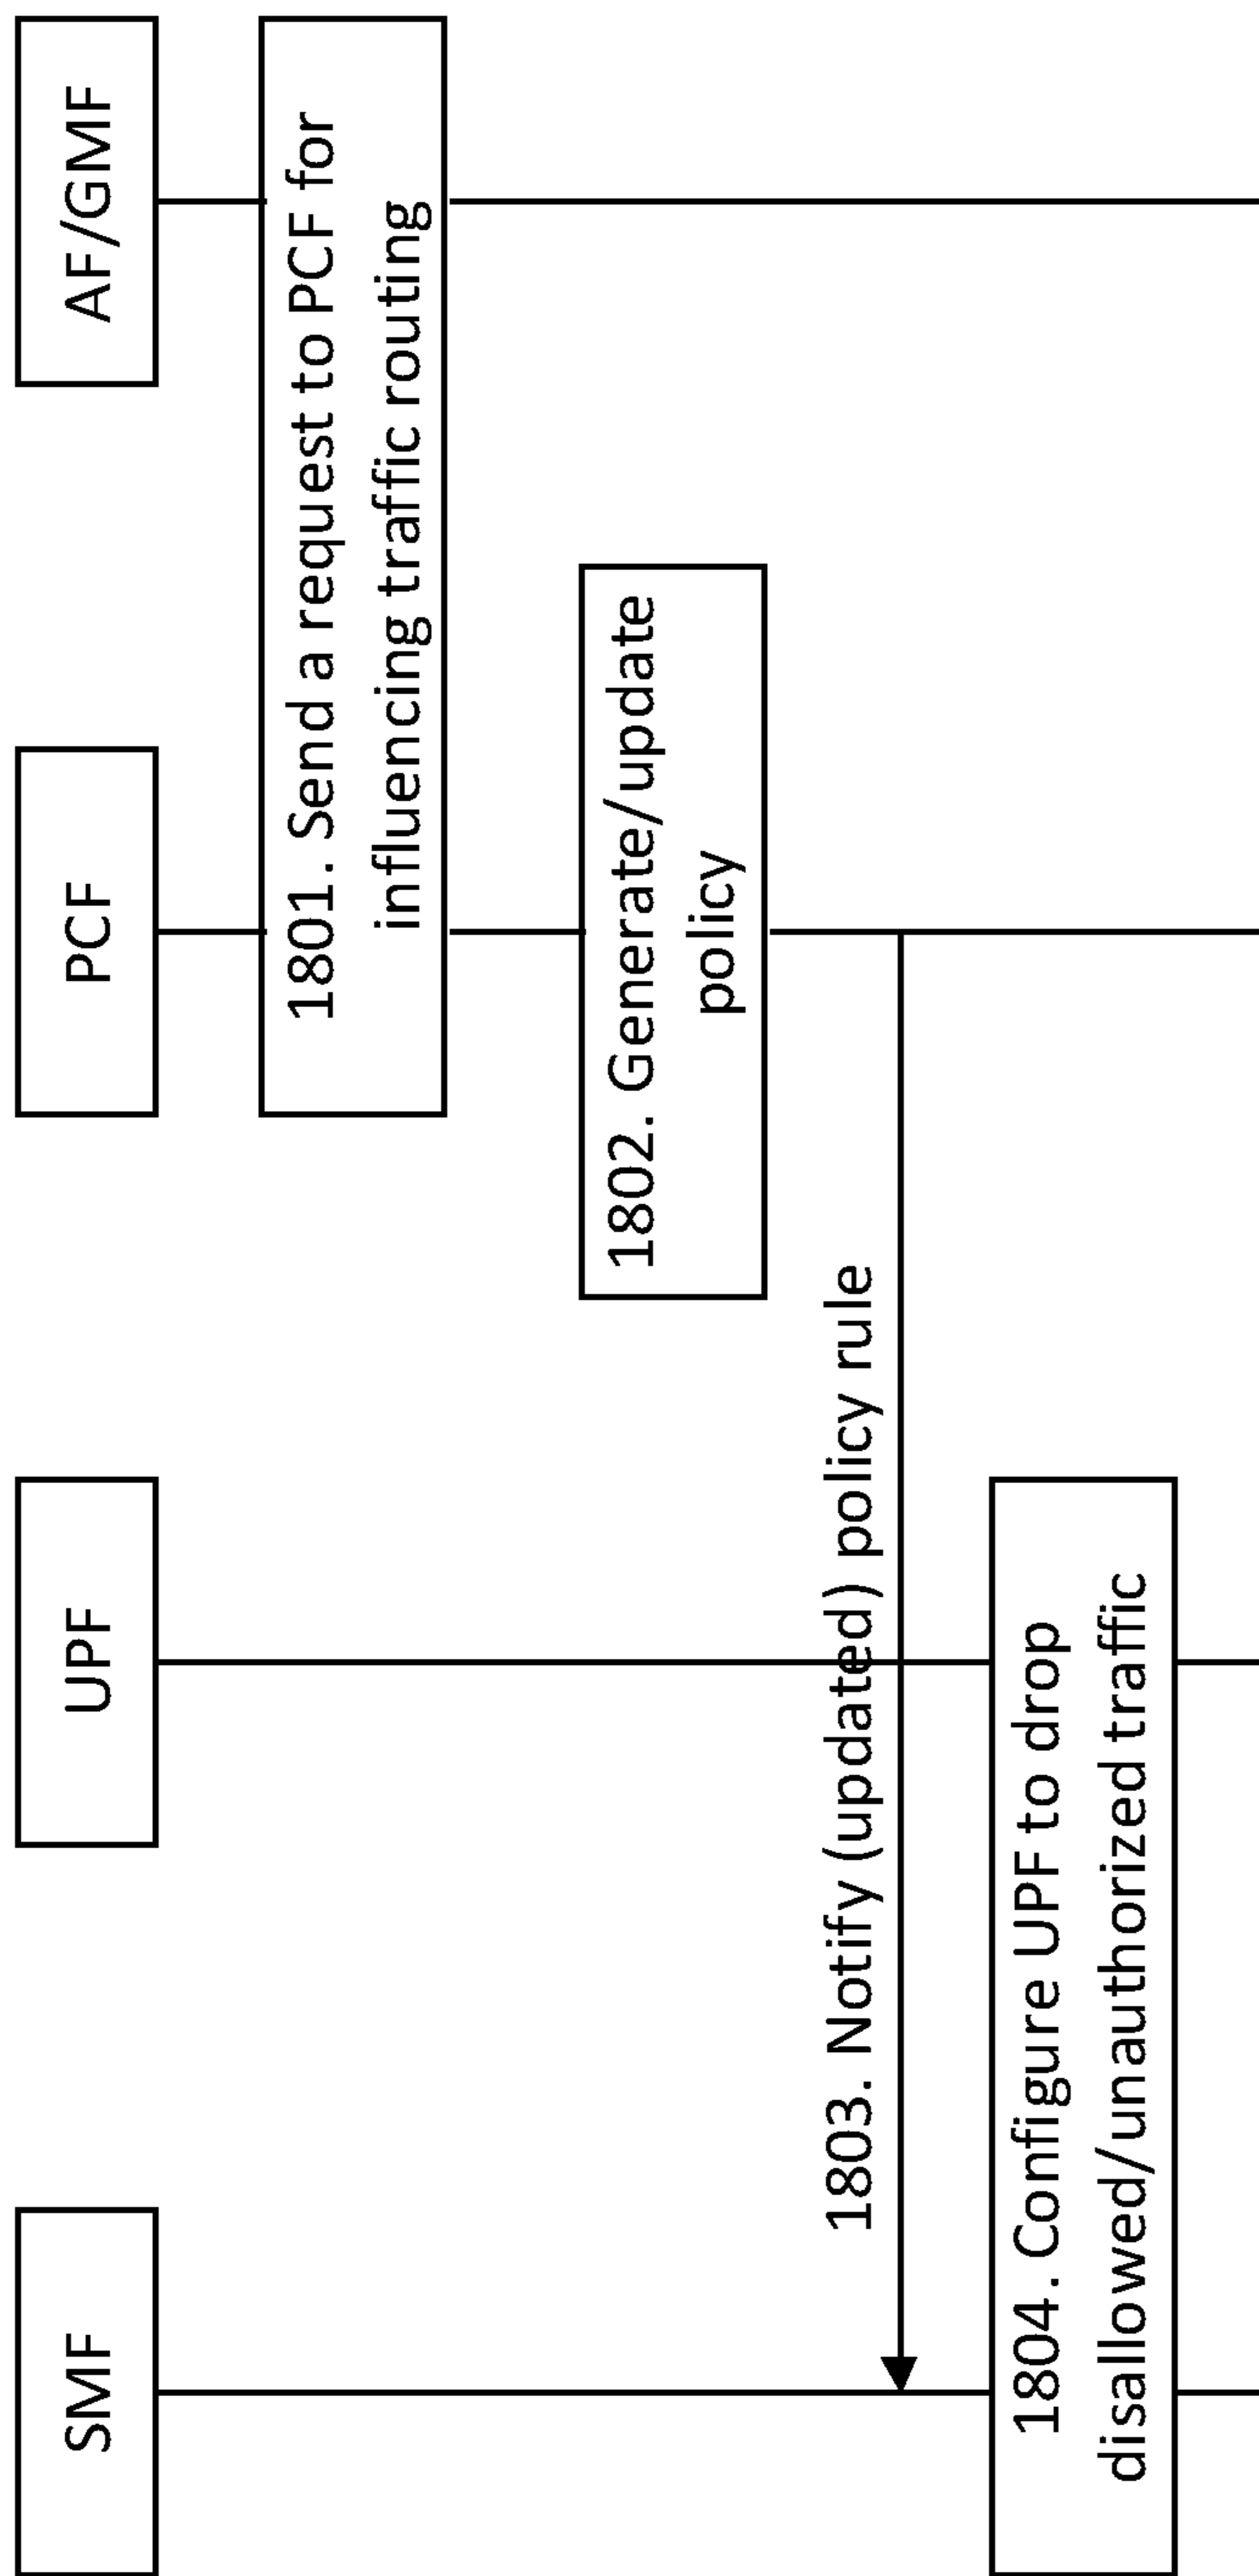 SMF
UPF
PCF
AF/GMF
1801. Send a request to PCF for
influencing traffic routing
1802. Generate/update
policy
1803. Notify (updated) policy rule
1804. Configure UPF to drop
disallowed/unauthorized traffic